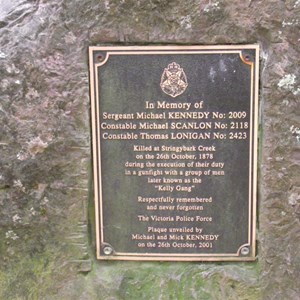 In Memory of
Sergeant Michael KENNEDY No: 2009
Constable Michael SCANLON No: 2118
Constable Thomas LONIGAN No: 2423
Killed at Stringybark Creek
on the 26th October, 1878
during the execution of their duty
in a gunfight with a group of men
later known as the
"Kelly Gang"
Respectfully remembered
and never forgotten
The Victoria Police Force
Plaque unveiled by
Michael and Mick KENNEDY
on the 26th October, 2001